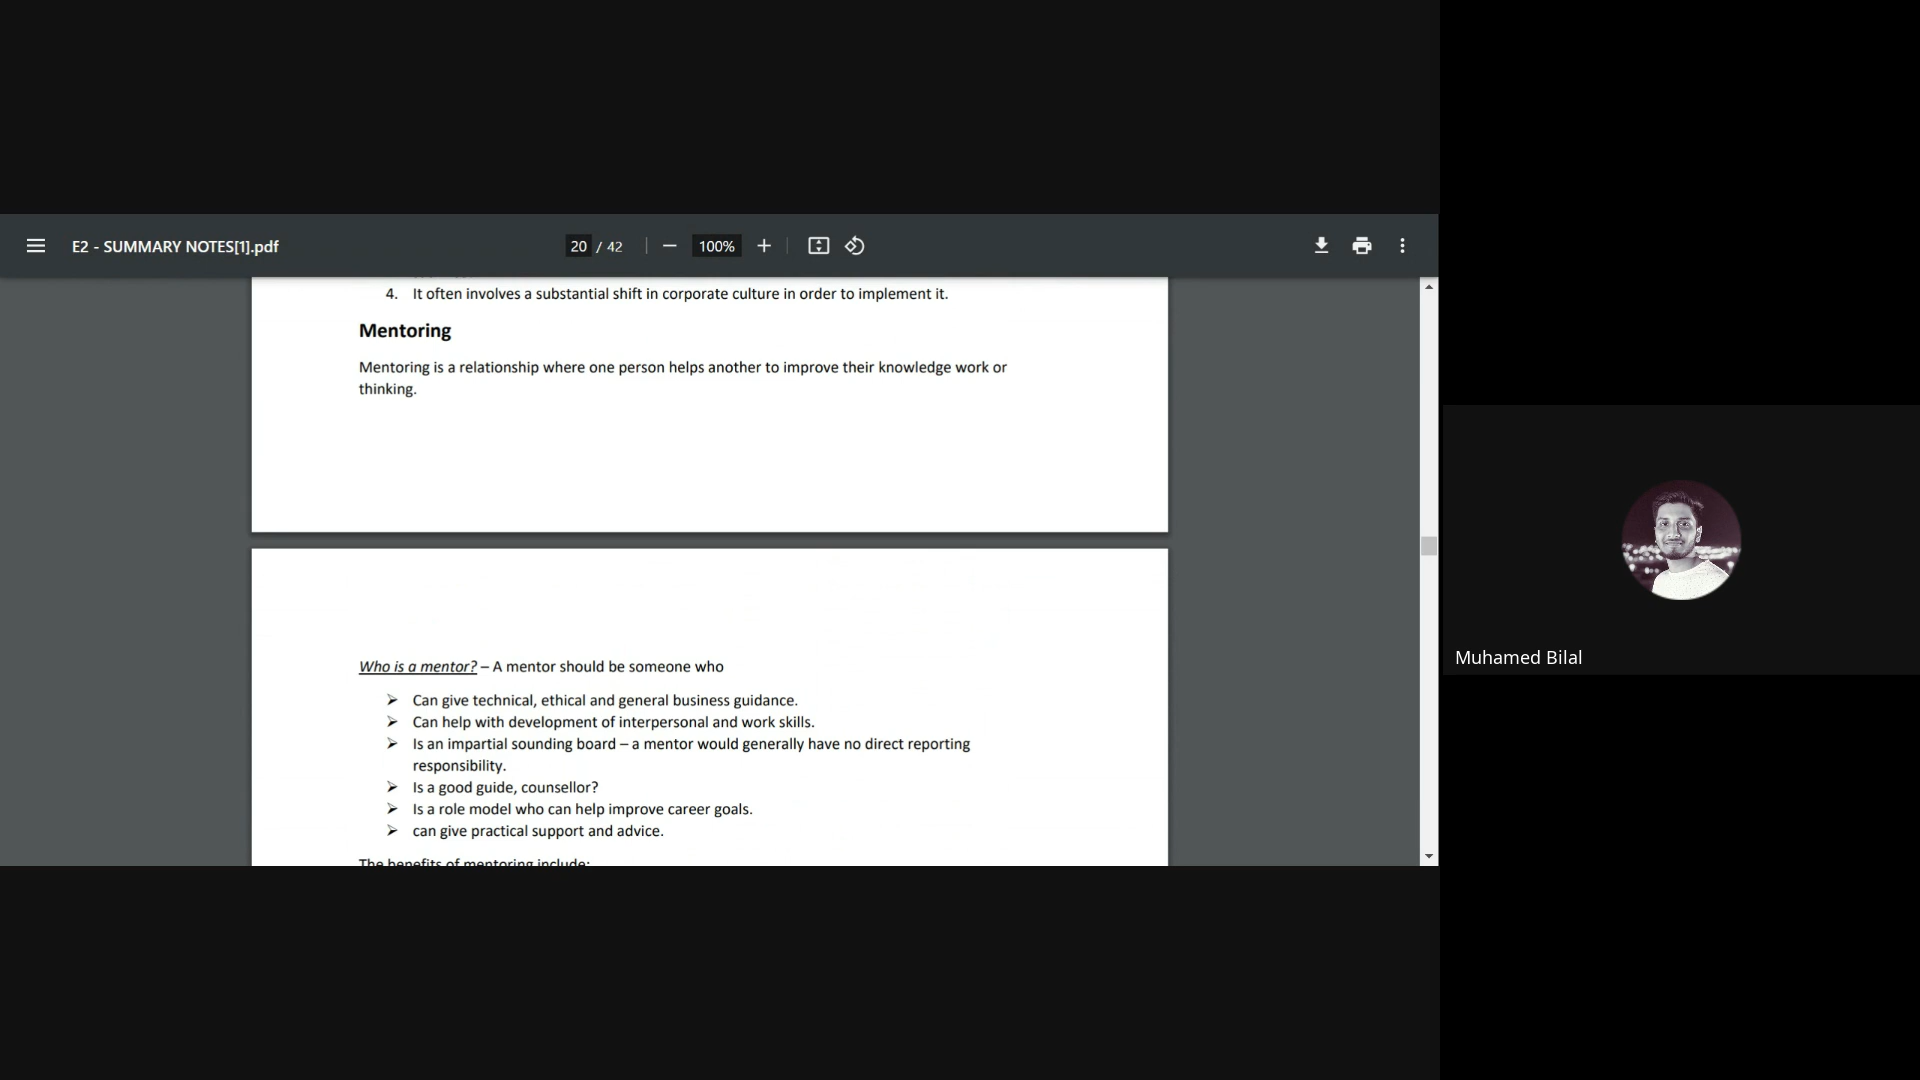 E2 - SUMMARY NOTES[1].pdf
20 / 42
100%
4. It often involves a substantial shift in corporate culture in order to implement it.
Mentoring
Mentoring is a relationship where one person helps another to improve their knowledge work or
thinking.
Who is a mentor? – A mentor should be someone who
➢ Can give technical, ethical and general business guidance.
➢ Can help with development of interpersonal and work skills.
➢ Is an impartial sounding board – a mentor would generally have no direct reporting
responsibility.
➢ Is a good guide, counsellor?
➢ Is a role model who can help improve career goals.
➢ can give practical support and advice.
The benefits of mentoring include:
Muhamed Bilal